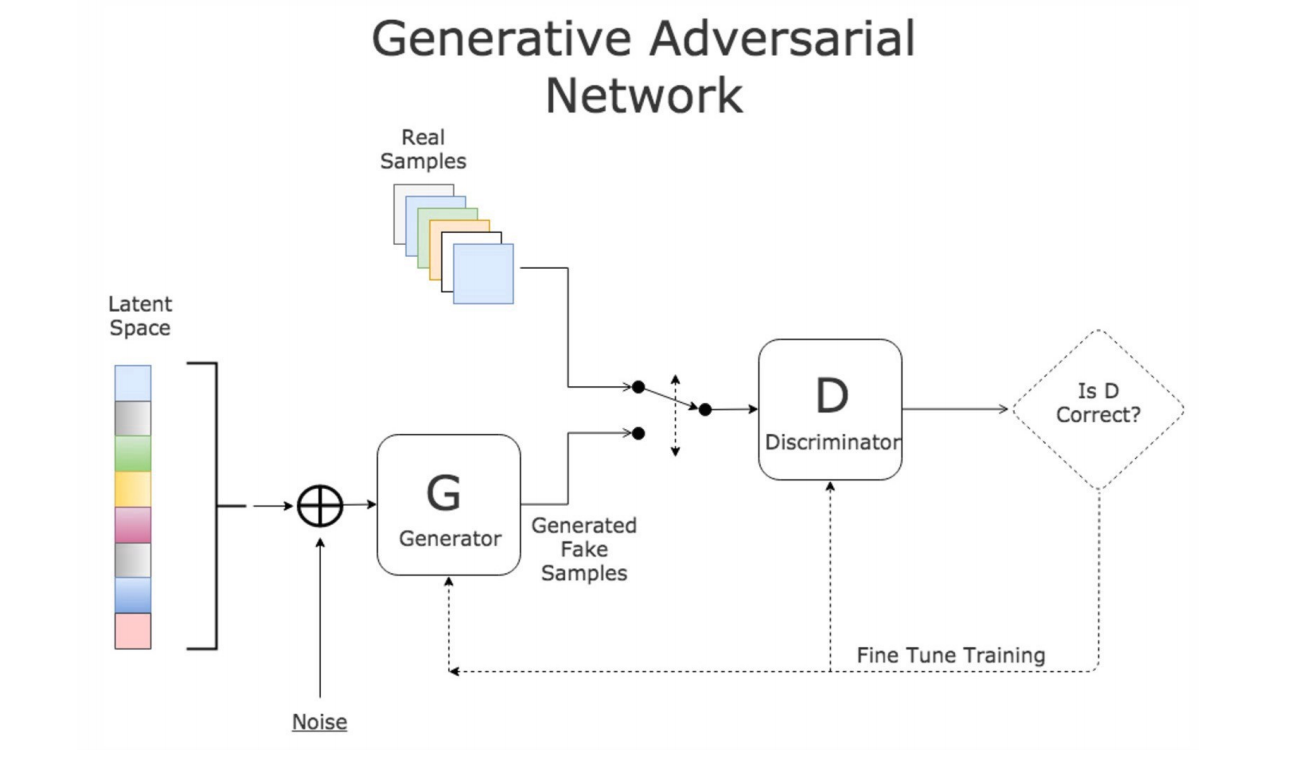 Generative Adversarial
Network
Real
Samples
Latent
Space
D
Discriminator
Is D
Correct?
G
Generator
Generated
Fake
Samples
Fine Tune Training
Noise